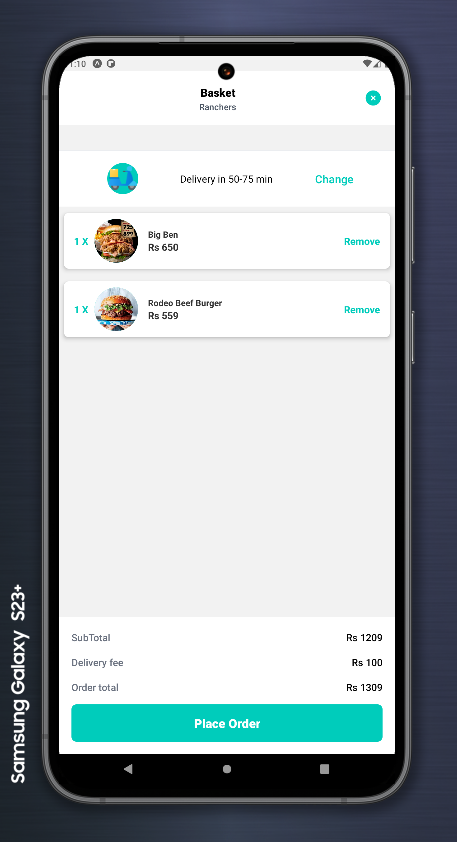 1:10
Basket
Ranchers
Delivery in 50-75 min
Change
1 X
Big Ben
Rs 650
Remove
1 X
Rodeo Beef Burger
Rs 559
Remove
SubTotal
Rs 1209
Delivery fee
Rs 100
Order total
Rs 1309
Place Order
Samsung Galaxy S23+